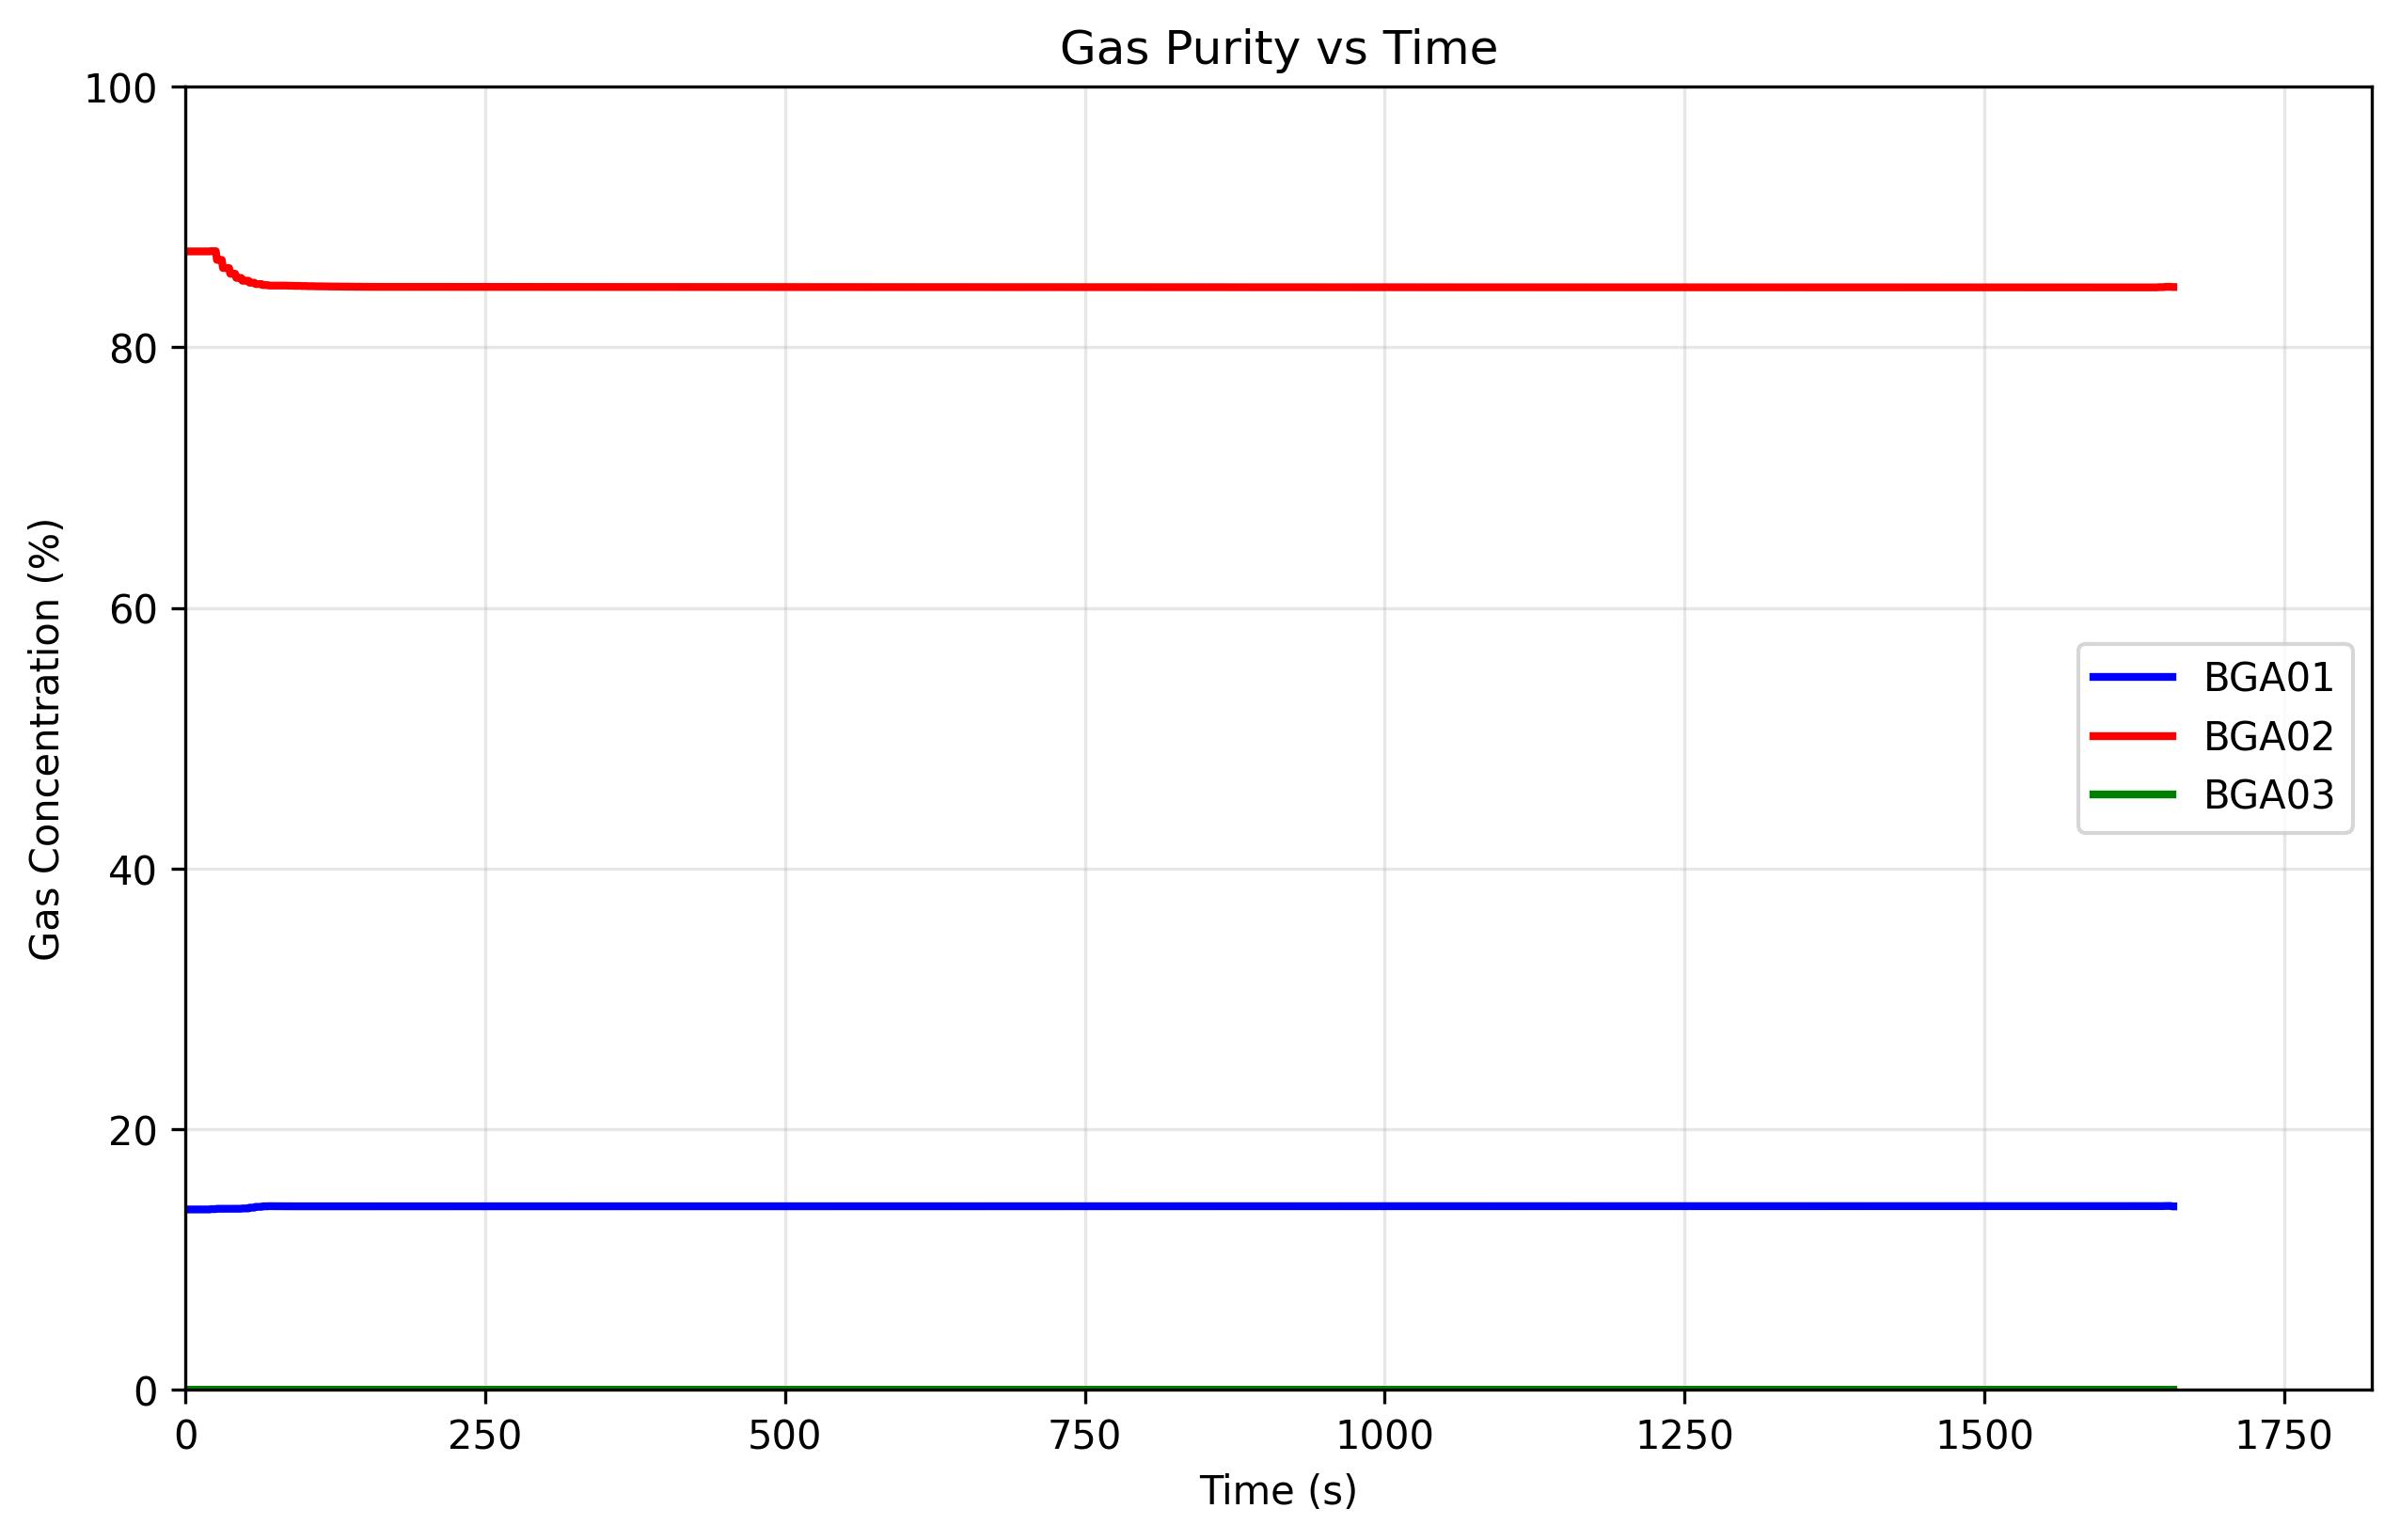 Gas Purity vs Time
100
80
60
40
20
0
Gas Concentration (%)
BGA01
BGA02
BGA03
0 250 500 750 1000 1250 1500 1750
Time (s)